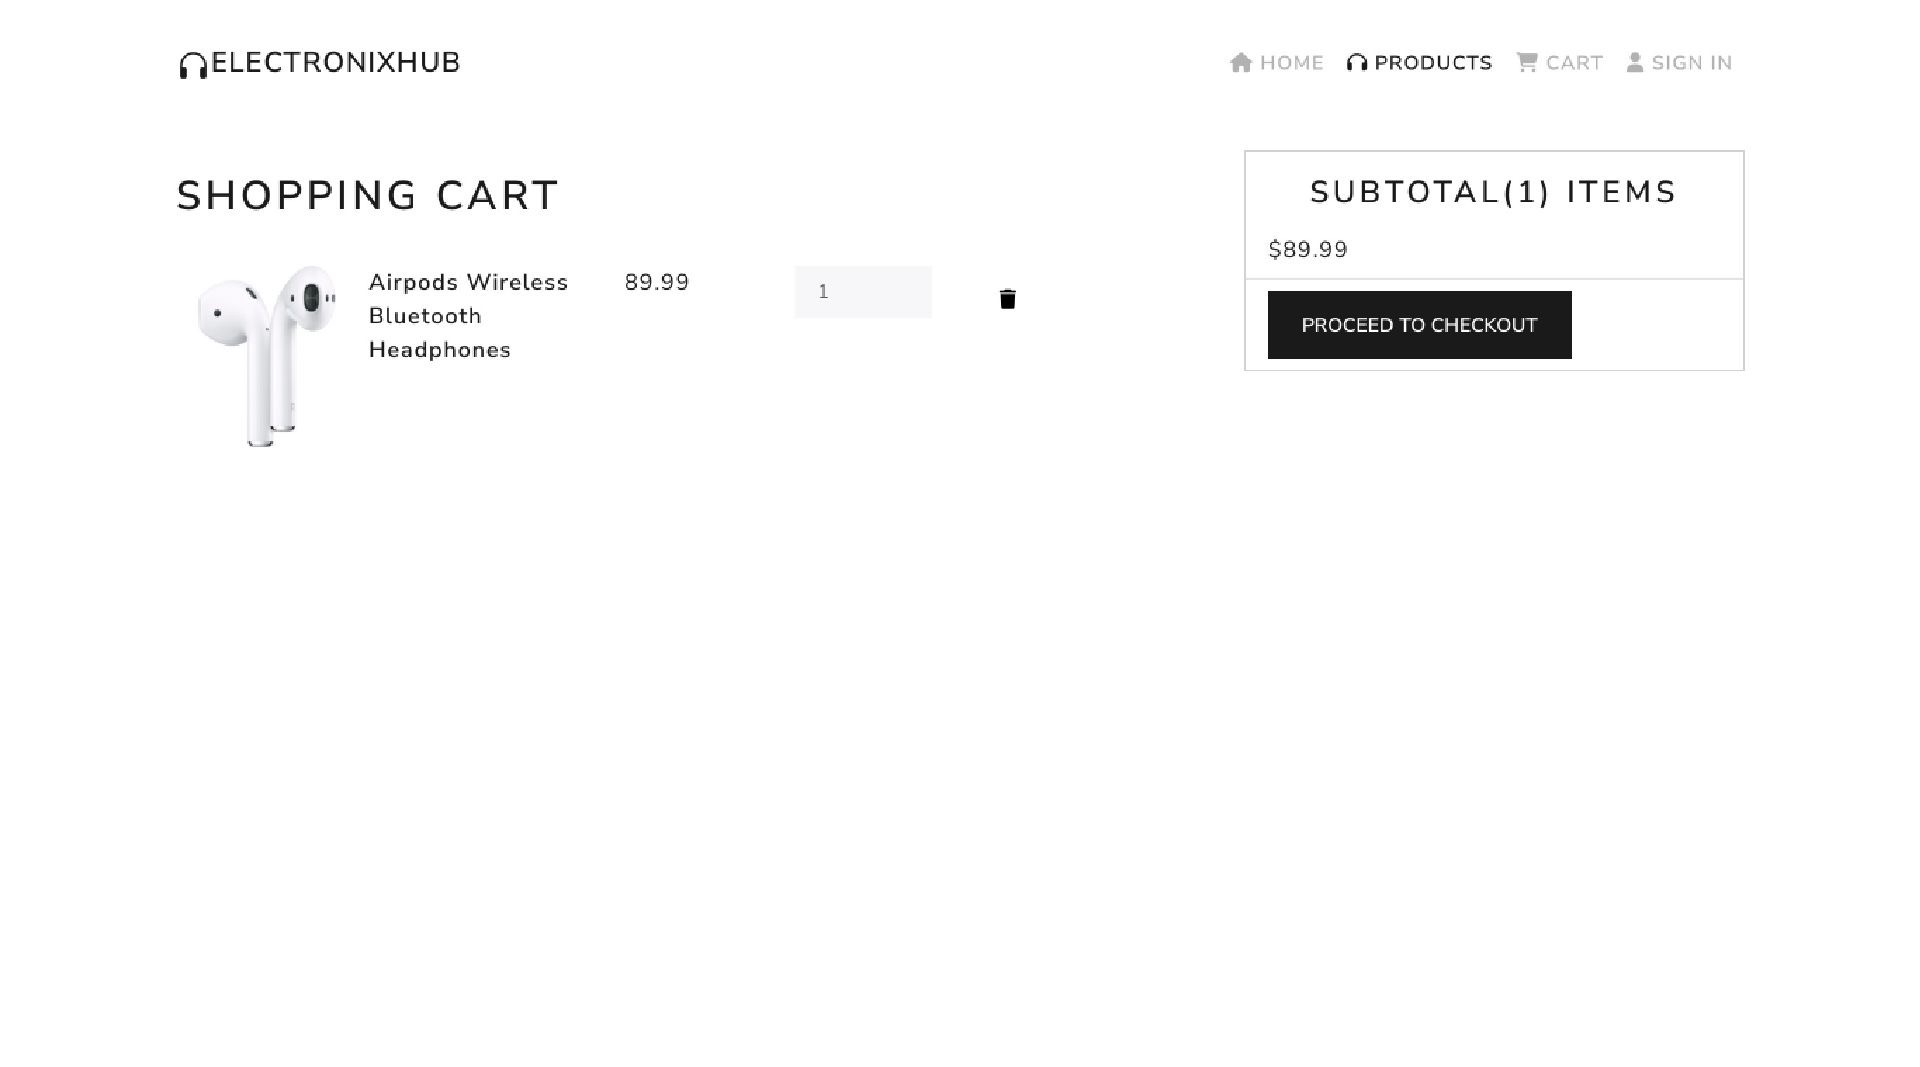 ELECTRONIXHUB
HOME PRODUCTS CART SIGN IN
SHOPPING CART
Airpods Wireless
Bluetooth
Headphones
89.99
1
SUBTOTAL(1) ITEMS
$89.99
PROCEED TO CHECKOUT